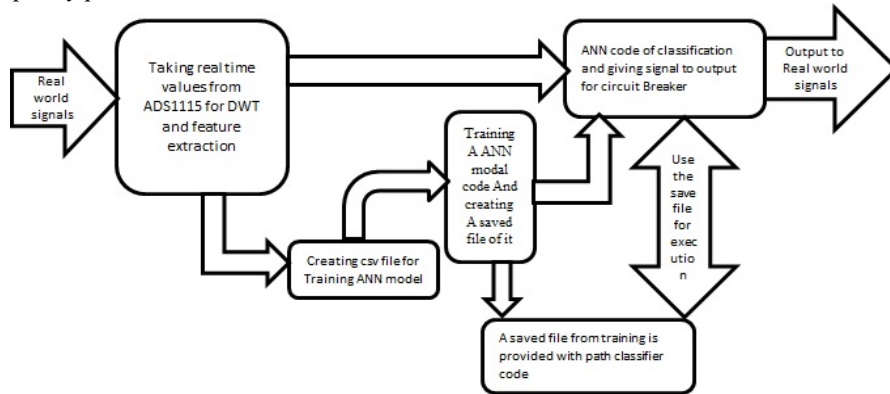 Real
world
signals
Taking real time
values from
ADS1115 for DWT
and feature
extraction
ANN code of classification
and giving signal to output
for circuit Breaker
Output to
Real world
signals
Training
A ANN
modal
code And
creating
A saved
file of it
Use
the
save
file
for
exec
utio
n
Creating csv file for
Training ANN model
A saved file from training is
provided with path classifier
code